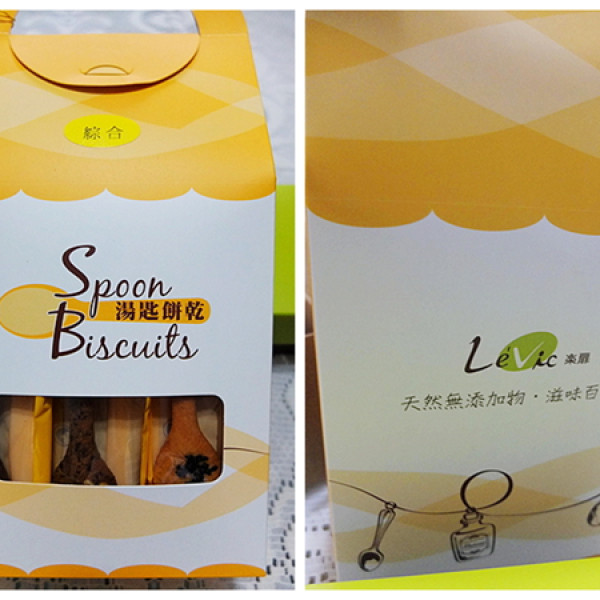 綜合
Spoon
湯匙餅乾
Biscuits
LéVic 楽扉
天然無添加物・滋味百